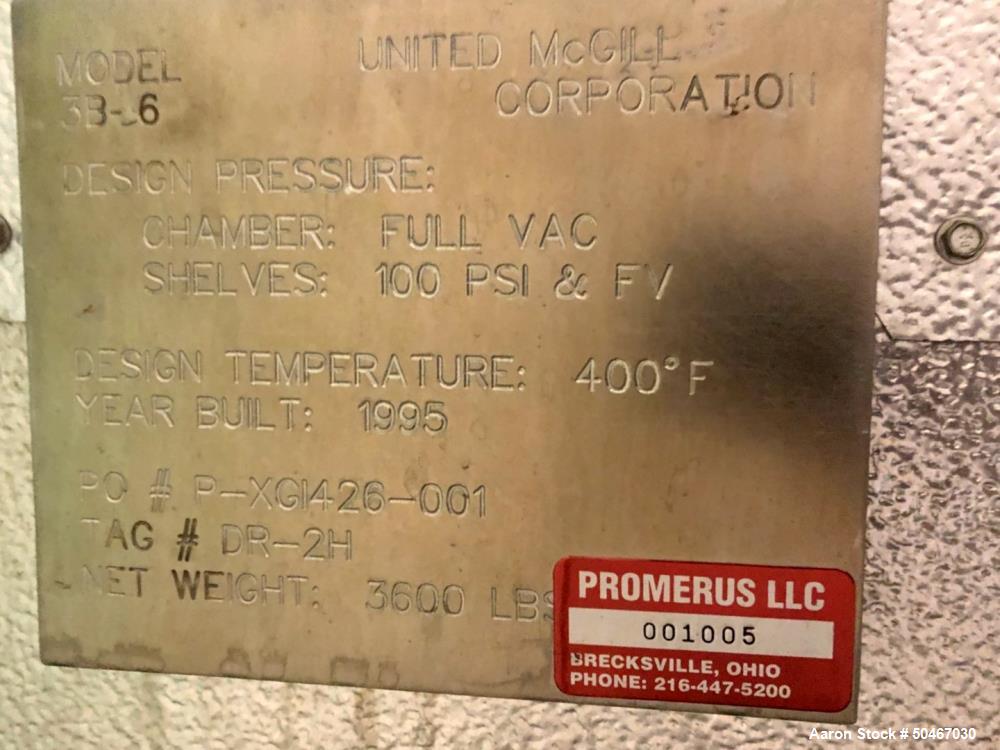 MODEL
UNITED McGILL
CORPORATION
DESIGN PRESSURE:
CHAMBER: FULL VAC
SHELVES: 100 PSI & FV
DESIGN TEMPERATURE: 400°F
YEAR BUILT: 1995
PO # P-XG1426-001
TAG # DR-2H
NET WEIGHT: 3600 LBS
PROMERUS LLC
001005
BRECKSVILLE, OHIO
PHONE: 216-447-5200
Aaron Stock # 50467030